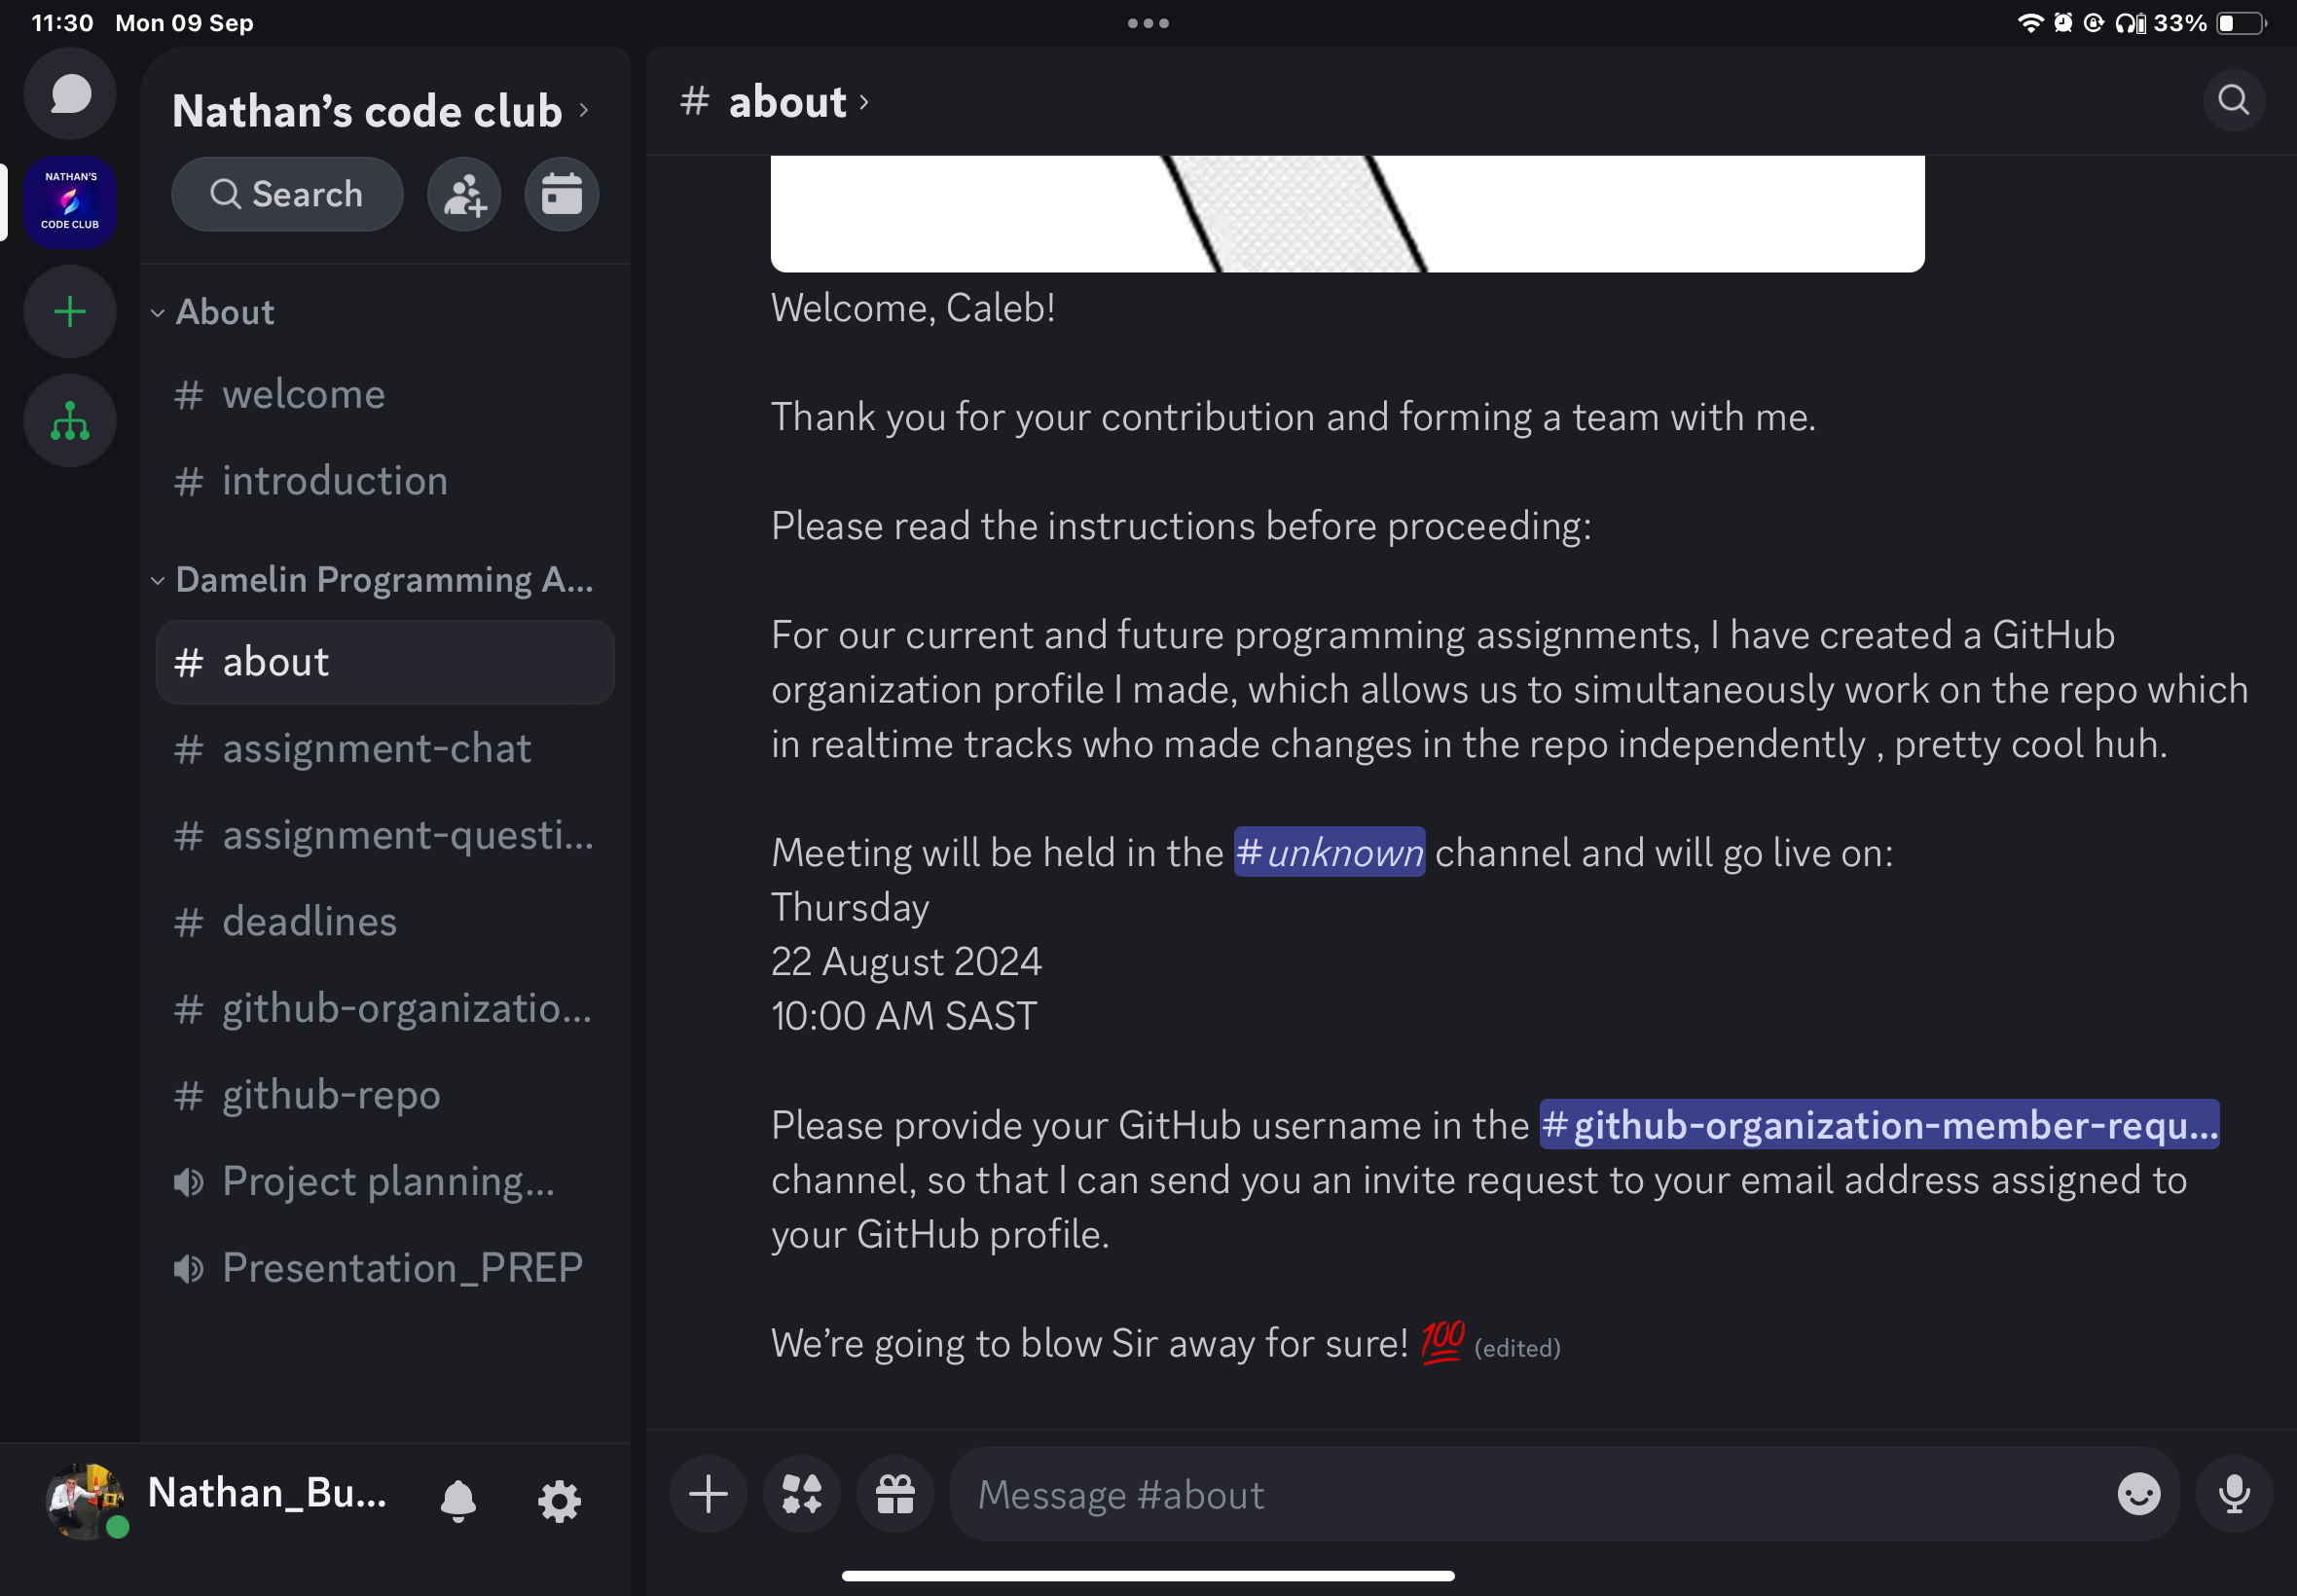 11:30 Mon 09 Sep
33%
Nathan’s code club
Search
NATHAN'S
CODE CLUB
About
# welcome
# introduction
Damelin Programming A...
# about
# assignment-chat
# assignment-questi...
# deadlines
# github-organizatio...
# github-repo
Project planning...
Presentation_PREP
Nathan_Bu...
# about
Welcome, Caleb!
Thank you for your contribution and forming a team with me.
Please read the instructions before proceeding:
For our current and future programming assignments, I have created a GitHub
organization profile I made, which allows us to simultaneously work on the repo which
in realtime tracks who made changes in the repo independently , pretty cool huh.
Meeting will be held in the #unknown channel and will go live on:
Thursday
22 August 2024
10:00 AM SAST
Please provide your GitHub username in the #github-organization-member-requ...
channel, so that I can send you an invite request to your email address assigned to
your GitHub profile.
We’re going to blow Sir away for sure! 💯 (edited)
Message #about